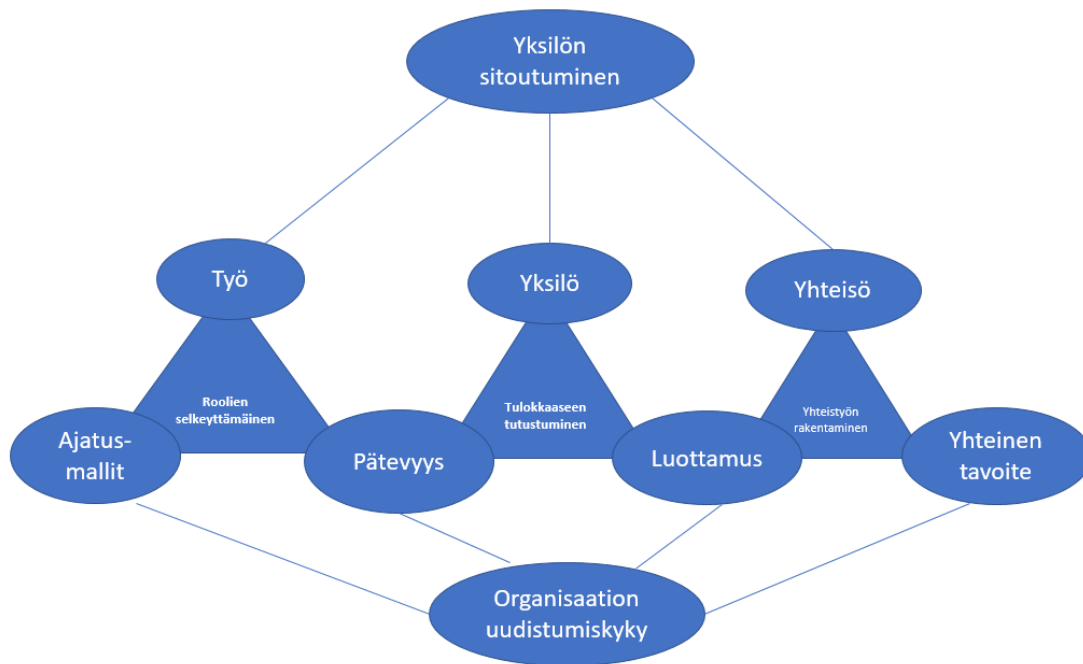 Yksilön
sitoutuminen
Työ
Yksilö
Yhteisö
Roolien
selkeyttämäinen
Tulokkaaseen
tutustuminen
Yhteistyön
rakentaminen
Ajatus-
mallit
Pätevyys
Luottamus
Yhteinen
tavoite
Organisaation
uudistumiskyky